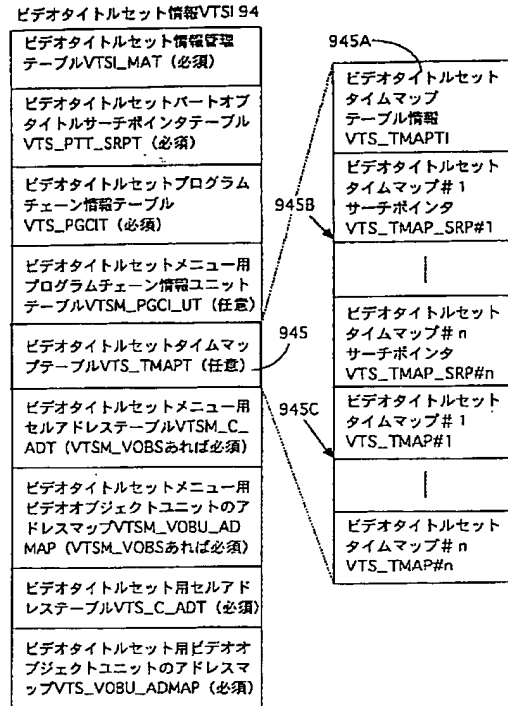 ビデオタイトルセット情報VTSI 94
ビデオタイトルセット情報管理
テーブルVTSI_MAT（必須）
ビデオタイトルセットパートオブ
タイトルサーチポインタテーブル
VTS_PTT_SRPT（必須）
ビデオタイトルセットプログラム
チェーン情報テーブル
VTS_PGCIT（必須）
ビデオタイトルセットメニュー用
プログラムチェーン情報ユニット
テーブルVTSM_PGCI_UT（任意）
ビデオタイトルセットタイムマッ
プテーブルVTS_TMAPT（任意）
ビデオタイトルセットメニュー用
セルアドレステーブルVTSM_C_
ADT（VTSM_VOBSあれば必須）
ビデオタイトルセットメニュー用
ビデオオブジェクトユニットのア
ドレスマップVTSM_VOBU_AD
MAP（VTSM_VOBSあれば必須）
ビデオタイトルセット用セルアド
レステーブルVTS_C_ADT（必須）
ビデオタイトルセット用ビデオオ
ブジェクトユニットのアドレスマ
ップVTS_VOBU_ADMAP（必須）
945
945A
ビデオタイトルセット
タイムマップ
テーブル情報
VTS_TMAPTI
945B
ビデオタイトルセット
タイムマップ＃1
サーチポインタ
VTS_TMAP_SRP#1
ビデオタイトルセット
タイムマップ＃n
サーチポインタ
VTS_TMAP_SRP#n
945C
ビデオタイトルセット
タイムマップ＃1
VTS_TMAP#1
ビデオタイトルセット
タイムマップ＃n
VTS_TMAP#n